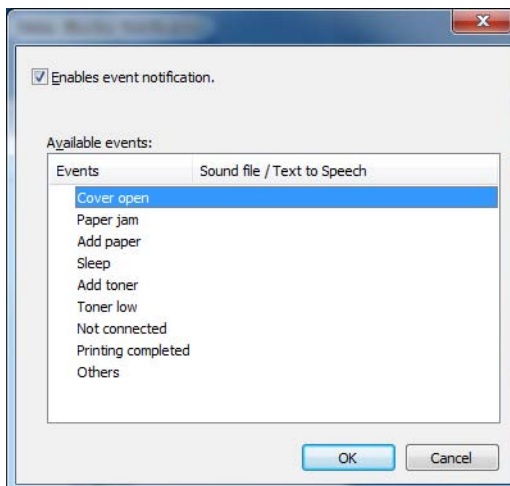 x
Enables event notification.
Available events:
Events Sound file / Text to Speech
Cover open
Paper jam
Add paper
Sleep
Add toner
Toner low
Not connected
Printing completed
Others
OK Cancel